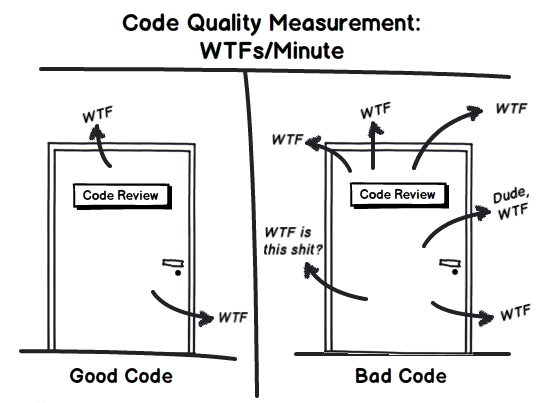 Code Quality Measurement:
WTFs/Minute
WTF
Code Review
WTF
Good Code
WTF
WTF
WTF
Code Review
Dude,
WTF
WTF is
this shit?
WTF
Bad Code